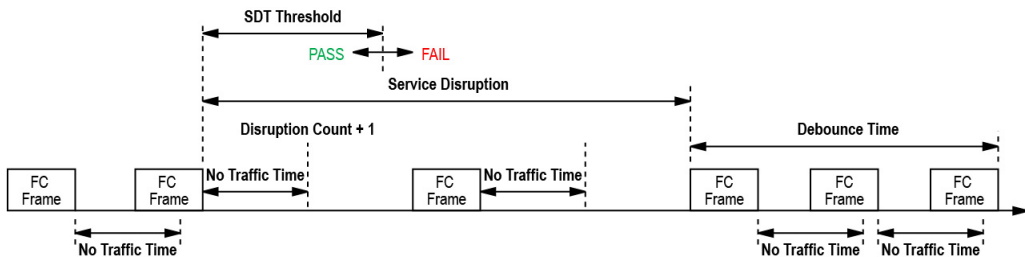 SDT Threshold
PASS
FAIL
Service Disruption
Disruption Count + 1
Debounce Time
FC
Frame
FC
Frame
No Traffic Time
FC
Frame
No Traffic Time
FC
Frame
FC
Frame
FC
Frame
No Traffic Time
No Traffic Time
No Traffic Time